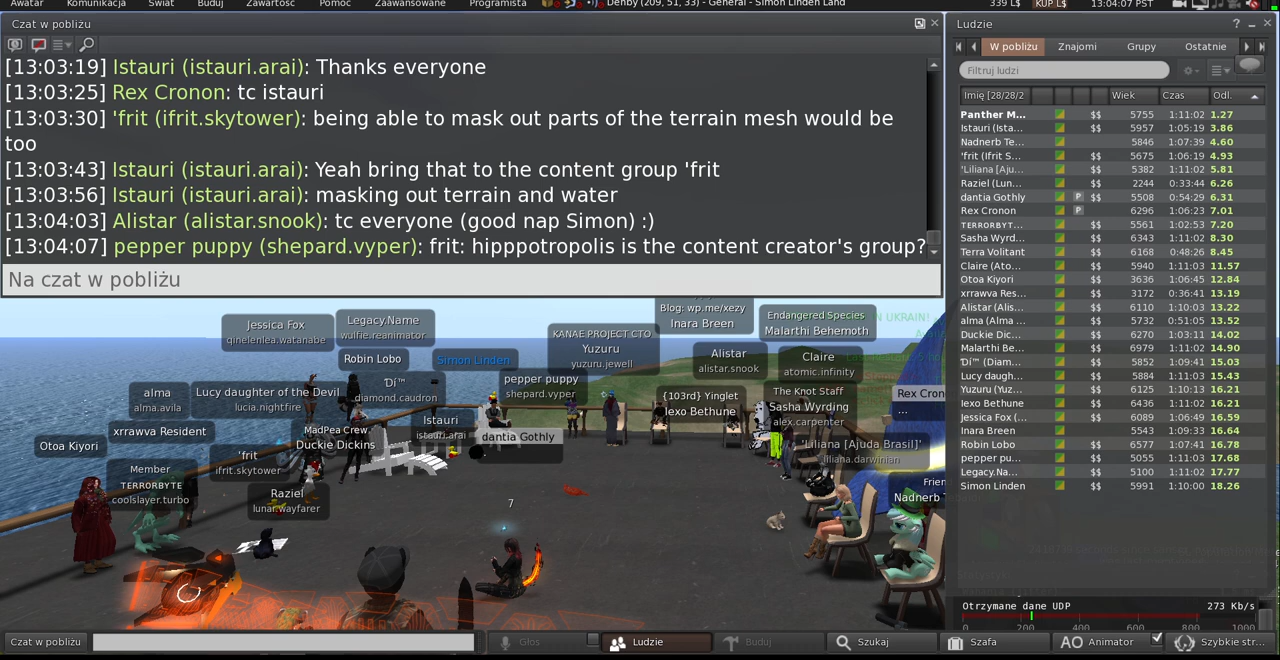 Awatar Komunikacja Świat Buduj Zawartość Pomoc Zaawansowane Programista Denby (209, 51, 33) - General - Simon Linden Land 339 L$ KUP L$ 13:04:07 PST
Czat w pobliżu
[13:03:19] Istauri (istauri.arai): Thanks everyone
[13:03:25] Rex Cronon: tc istauri
[13:03:30] 'frit (ifrit.skytower): being able to mask out parts of the terrain mesh would be
too
[13:03:43] Istauri (istauri.arai): Yeah bring that to the content group 'frit
[13:03:56] Istauri (istauri.arai): masking out terrain and water
[13:04:03] Alistar (alistar.snook): tc everyone (good nap Simon) :)
[13:04:07] pepper puppy (shepard.vyper): frit: hipppotropolis is the content creator's group?
Na czat w pobliżu
Ludzie
W pobliżu Znajomi Grupy Ostatnie
Filtruj ludzi
Imię [28/28/2 Wiek Czas Odl.
Panther M... $$ 5755 1:11:02 1.27
Istauri (Ista... $$ 5957 1:05:19 3.86
Nadnerb Te... 5846 1:07:39 4.60
'frit (Ifrit S... $$ 5675 1:06:19 4.93
'Liliana [Aju... $$ 5382 1:11:02 5.81
Raziel (Lun... $$ 2244 0:33:44 6.26
dantia Gothly P $$ 5508 0:54:29 6.31
Rex Cronon P 6296 1:06:23 7.01
ᴛᴇʀʀᴏʀʙʏᴛ... $$ 5561 1:02:53 7.20
Sasha Wyrd... $$ 6343 1:11:02 8.30
Terra Volitant $$ 6168 0:48:26 8.45
Claire (Ato... $$ 5940 1:11:03 11.57
Otoa Kiyori $$ 3636 1:06:45 12.84
xrrawva Res... $$ 3172 0:36:41 13.19
Alistar (Alis... $$ 6110 1:10:03 13.22
alma (Alma ... $$ 5732 0:51:05 13.52
Duckie Dic... $$ 6270 1:03:11 14.02
Malarthi Be... $$ 6979 1:11:02 14.90
Ɗí™ (Diam... $$ 5852 1:09:41 15.03
Lucy daugh... $$ 5884 1:11:03 15.43
Yuzuru (Yuz... $$ 6125 1:10:13 16.21
Iexo Bethune $$ 6436 1:11:02 16.21
Jessica Fox (... $$ 6089 1:06:49 16.59
Inara Breen $$ 5543 1:09:33 16.64
Robin Lobo $$ 6577 1:07:41 16.78
pepper pu... $$ 5055 1:11:03 17.68
Legacy.Na... $$ 5100 1:11:02 17.77
Simon Linden $$ 5991 1:10:00 18.26
Blog: wp.me/xezy
Inara Breen
Endangered Species
Malarthi Behemoth
UKRAIN!
Jessica Fox
qinelenlea.watanabe
Legacy.Name
wulfie.reanimator
KANAE PROJECT CTO
Yuzuru
yuzuru.jewell
Robin Lobo
Simon Linden
Alistar
alistar.snook
Claire
atomic.infinity
alma
alma.avila
Lucy daughter of the Devil
lucia.nightfire
Ɗí™
diamond.caudron
pepper puppy
shepard.vyper
{103rd} Yinglet
Iexo Bethune
The Knot Staff
Sasha Wyrding
alex.carpenter
Rex Cron
...
Otoa Kiyori
xrrawva Resident
MadPea Crew
Duckie Dickins
Istauri
istauri.arai
dantia Gothly
'Liliana [Ajuda Brasil]'
liliana.darwinian
'frit
ifrit.skytower
Member
ᴛᴇʀʀᴏʀʙʏᴛᴇ
coolslayer.turbo
Raziel
lunar.wayfarer
Frien
Nadnerb T
7
Otrzymane dane UDP 273 Kb/s
0 200 400 600 800 1000
Czat w pobliżu Głos Ludzie Buduj Szukaj Szafa AO Animator Szybkie str...